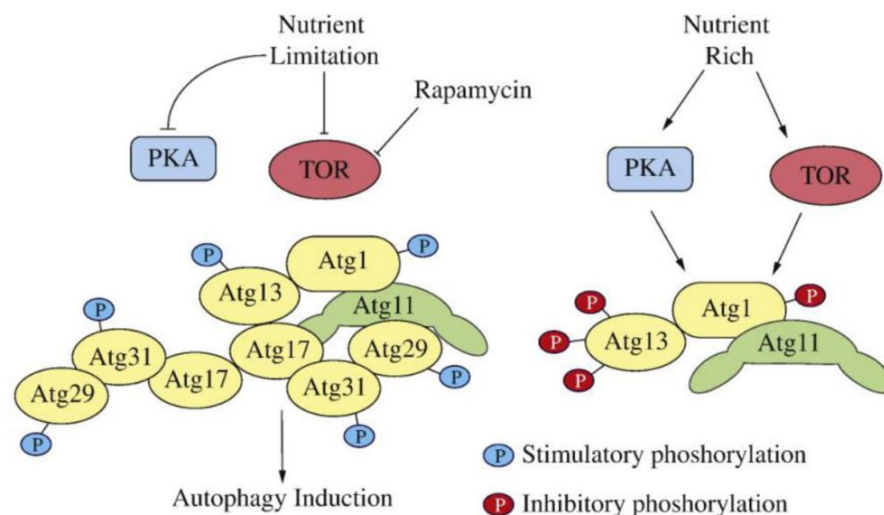 Nutrient
Limitation
Rapamycin
PKA
TOR
P
P
Atg1
Atg13
Atg11
P
Atg31
Atg17
Atg29
Atg17
Atg29
Atg31
P
P
P
Autophagy Induction
Nutrient
Rich
PKA
TOR
P
P
Atg1
P
Atg13
Atg11
P
P Stimulatory phoshorylation
P Inhibitory phoshorylation